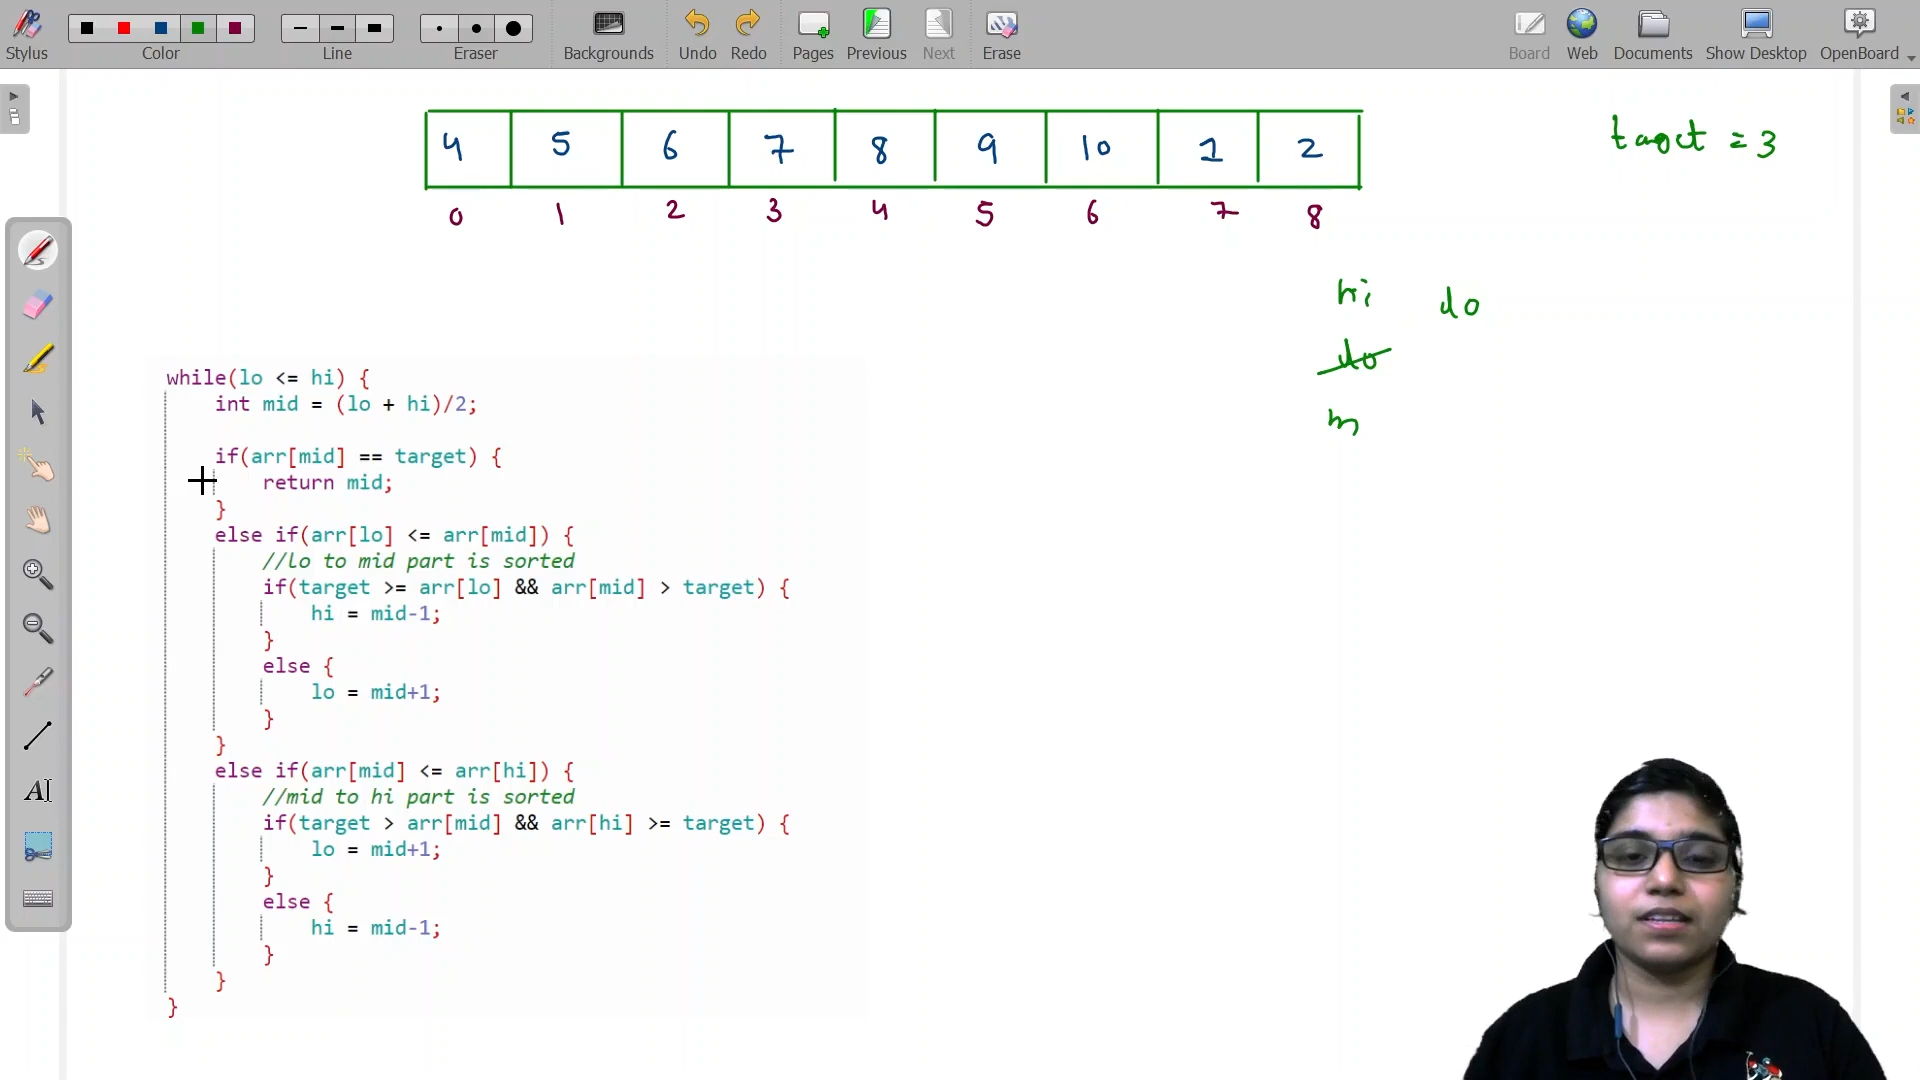 Stylus Color Line Eraser Backgrounds Undo Redo Pages Previous Next Erase Board Web Documents Show Desktop OpenBoard
4 5 6 7 8 9 10 1 2
taget = 3
0 1 2 3 4 5 6 7 8
hi lo
lo
m
while(lo <= hi) {
int mid = (lo + hi)/2;
if(arr[mid] == target) {
return mid;
}
else if(arr[lo] <= arr[mid]) {
//lo to mid part is sorted
if(target >= arr[lo] && arr[mid] > target) {
hi = mid-1;
}
else {
lo = mid+1;
}
}
else if(arr[mid] <= arr[hi]) {
//mid to hi part is sorted
if(target > arr[mid] && arr[hi] >= target) {
lo = mid+1;
}
else {
hi = mid-1;
}
}
}